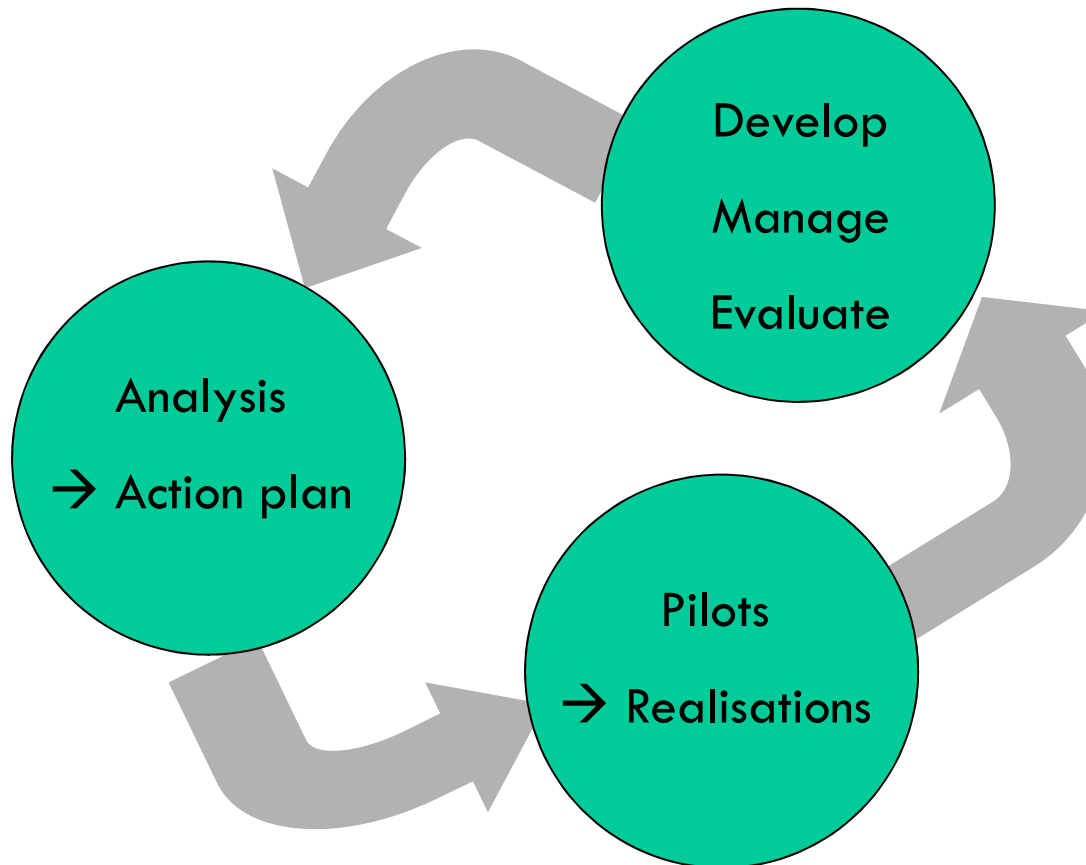 Develop
Manage
Evaluate
Analysis
→ Action plan
Pilots
→ Realisations